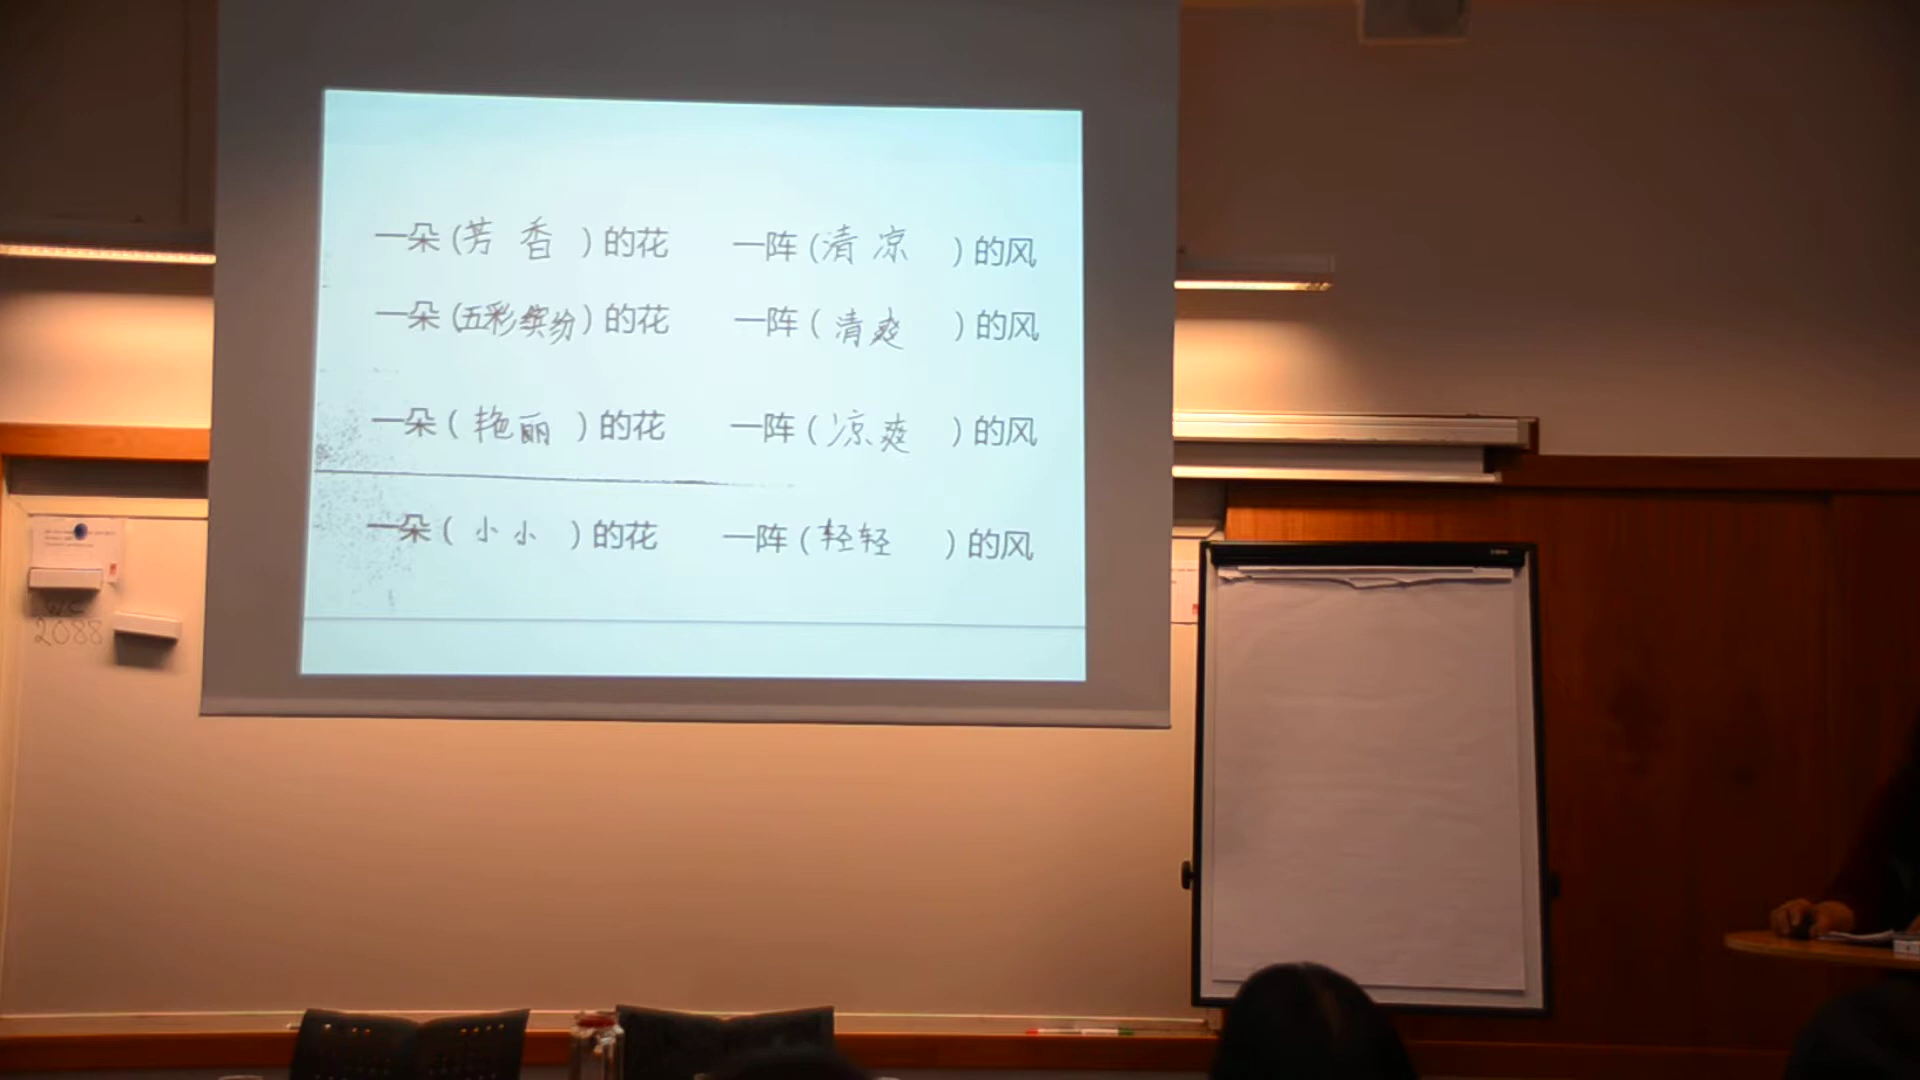 一朵(芳香)的花 一阵(清凉)的风
一朵(五彩缤纷)的花 一阵(清爽)的风
一朵(艳丽)的花 一阵(凉爽)的风
一朵(小小)的花 一阵(轻轻)的风
WC
2088